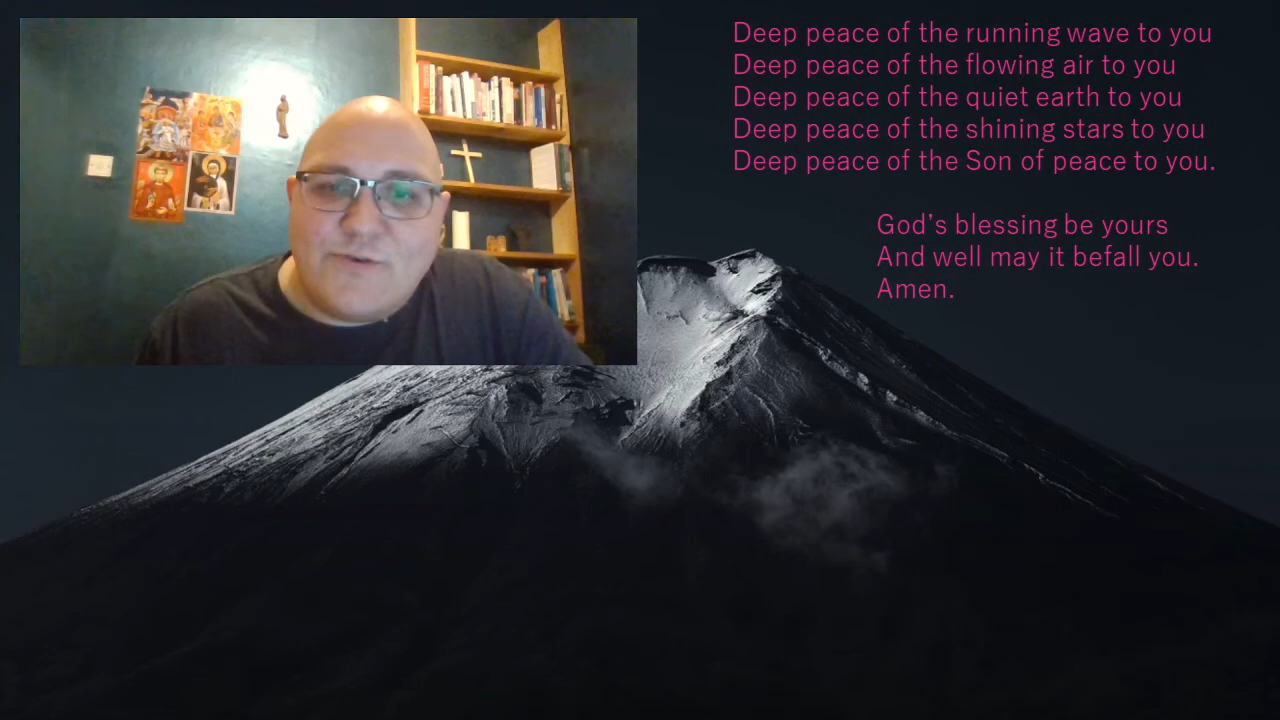 Deep peace of the running wave to you
Deep peace of the flowing air to you
Deep peace of the quiet earth to you
Deep peace of the shining stars to you
Deep peace of the Son of peace to you.
God’s blessing be yours
And well may it befall you.
Amen.